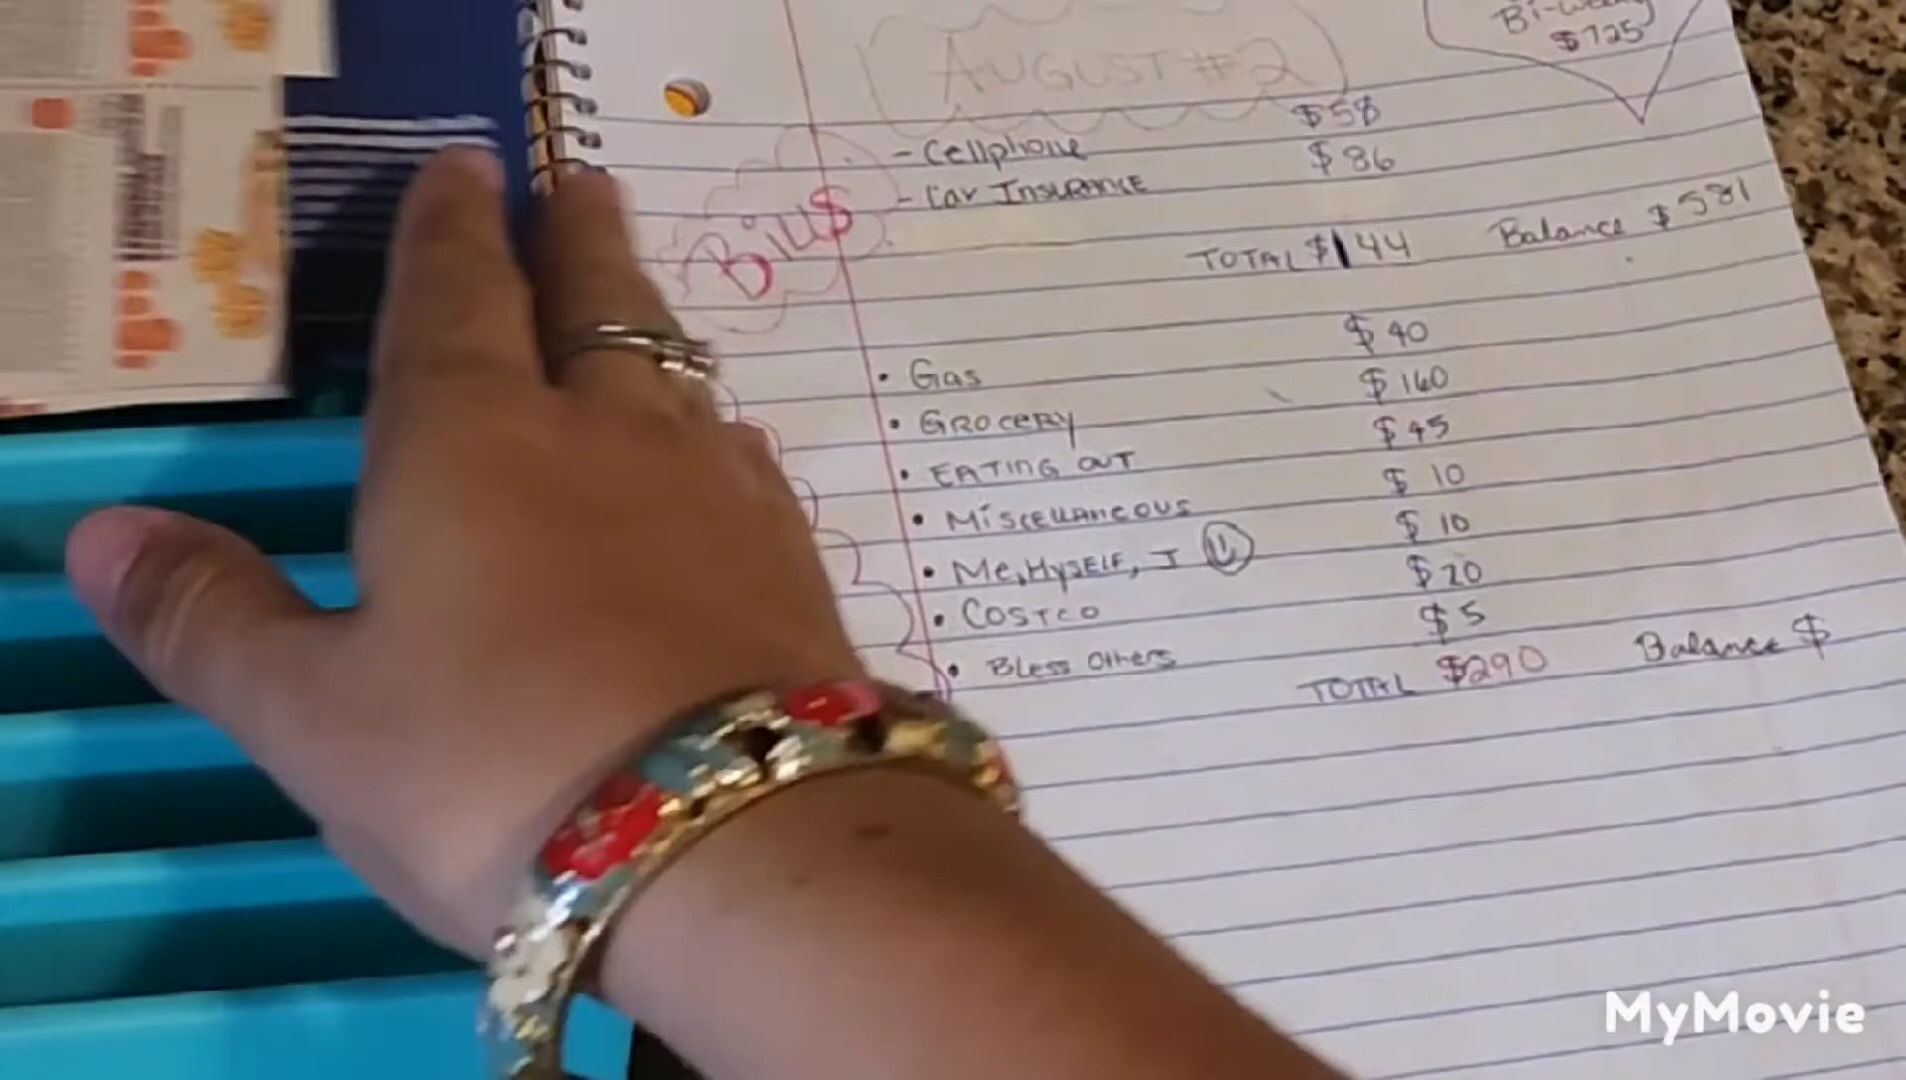 Bi-weekly
$725
AUGUST #2
Bill$
- Cellphone $58
- Car Insurance $86
TOTAL $144 Balance $581
• Gas $40
• Grocery $160
• Eating out $45
• Miscellaneous $10
• Me, Myself, I $10
• Costco $20
• Bless Others $5
TOTAL $290 Balance $
MyMovie